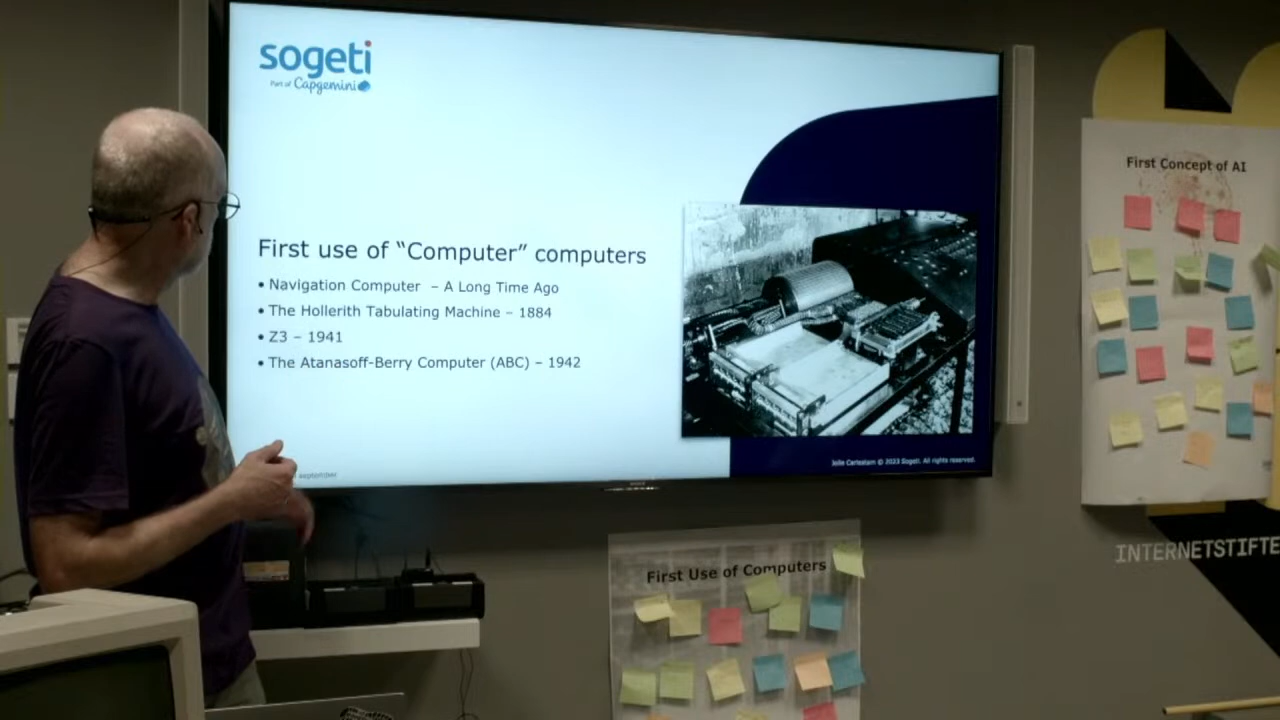 sogeti
Part of Capgemini
First use of “Computer” computers
• Navigation Computer – A Long Time Ago
• The Hollerith Tabulating Machine – 1884
• Z3 – 1941
• The Atanasoff-Berry Computer (ABC) – 1942
september
Jelle Carlestam © 2023 Sogeti. All rights reserved.
First Concept of AI
INTERNETSTIFTE
First Use of Computers